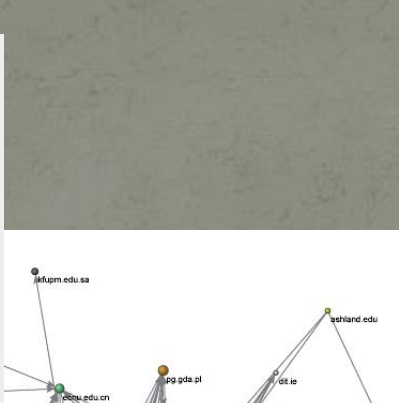 kfupm.edu.sa
ashland.edu
pg.gda.pl
dit.ie
ecnu.edu.cn